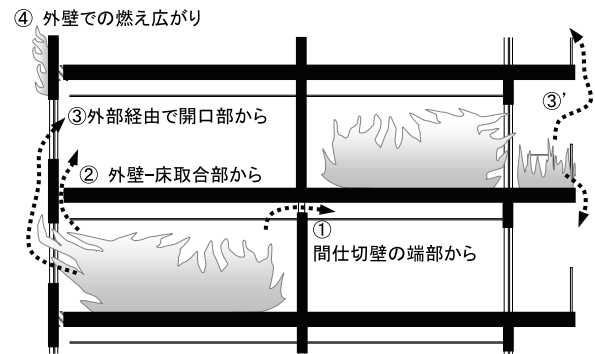 ④ 外壁での燃え広がり
③外部経由で開口部から
③’
② 外壁−床取合部から
①
間仕切壁の端部から